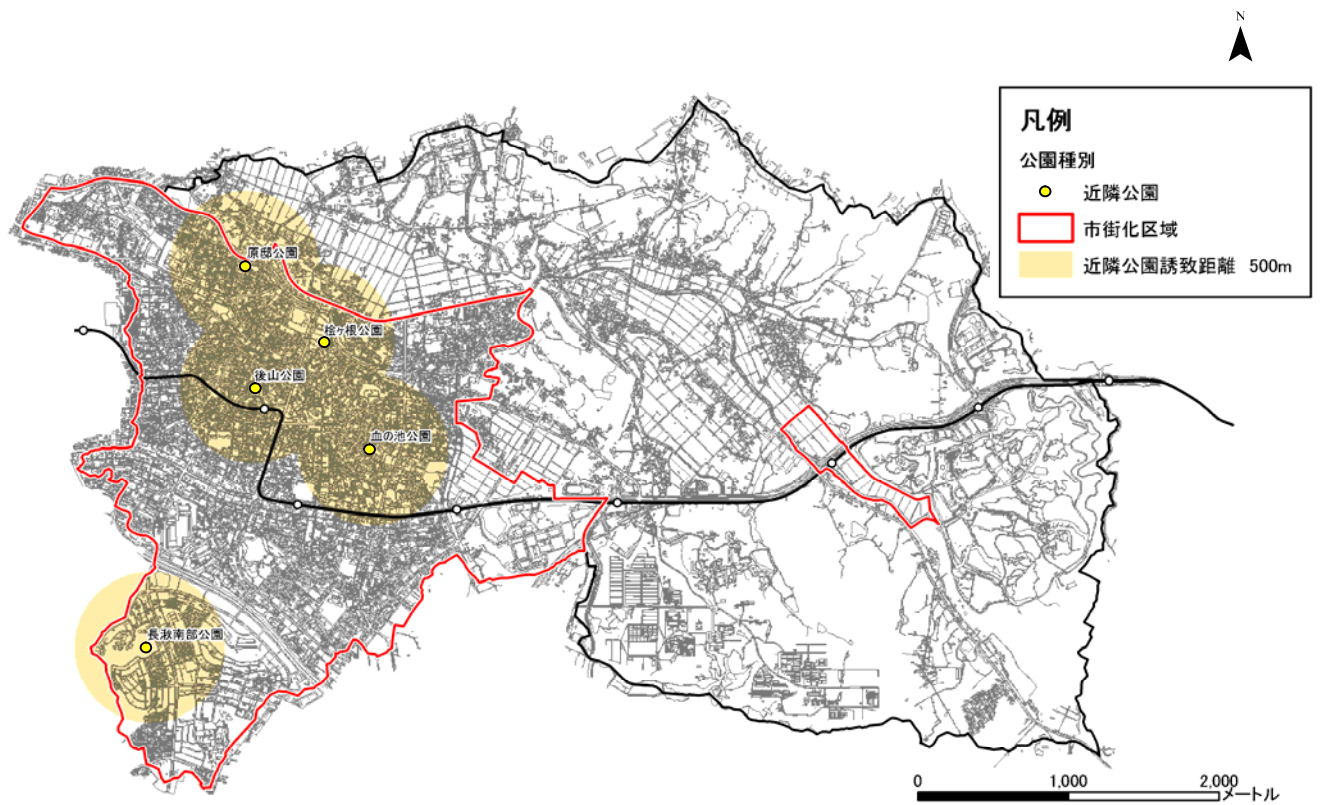 N
凡例
公園種別
近隣公園
市街化区域
近隣公園誘致距離 500m
原邸公園
桧ヶ根公園
後山公園
血の池公園
長湫南部公園
0 1,000 2,000
メートル